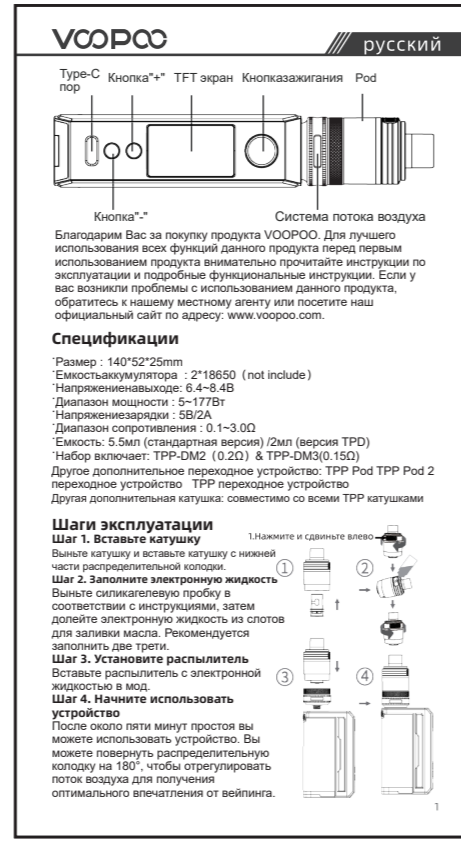 VOOPOO
русский
Type-C
пор
Кнопка"+"
TFT экран
Кнопказажигания
Pod
Кнопка"-"
Система потока воздуха
Благодарим Вас за покупку продукта VOOPOO. Для лучшего
использования всех функций данного продукта перед первым
использованием продукта внимательно прочитайте инструкции по
эксплуатации и подробные функциональные инструкции. Если у
вас возникли проблемы с использованием данного продукта,
обратитесь к нашему местному агенту или посетите наш
официальный сайт по адресу: www.voopoo.com.
Спецификации
·Размер : 140*52*25mm
·Емкостьаккумулятора : 2*18650（not include）
·Напряжениенавыходе: 6.4~8.4В
·Диапазон мощности : 5~177Вт
·Напряжениезарядки : 5В/2А
·Диапазон сопротивления : 0.1~3.0Ω
·Емкость: 5.5мл (стандартная версия) /2мл (версия TPD)
·Набор включает: TPP-DM2（0.2Ω）& TPP-DM3(0.15Ω)
Другое дополнительное переходное устройство: TPP Pod TPP Pod 2
переходное устройство TPP переходное устройство
Другая дополнительная катушка: совместимо со всеми TPP катушками
Шаги эксплуатации
Шаг 1. Вставьте катушку
Выньте катушку и вставьте катушку с нижней
части распределительной колодки.
Шаг 2. Заполните электронную жидкость
Выньте силикагелевую пробку в
соответствии с инструкциями, затем
долейте электронную жидкость из слотов
для заливки масла. Рекомендуется
заполнить две трети.
Шаг 3. Установите распылитель
Вставьте распылитель с электронной
жидкостью в мод.
Шаг 4. Начните использовать
устройство
После около пяти минут простоя вы
можете использовать устройство. Вы
можете повернуть распределительную
колодку на 180°, чтобы отрегулировать
поток воздуха для получения
оптимального впечатления от вейпинга.
1.Нажмите и сдвиньте влево
①
②
③
④
1